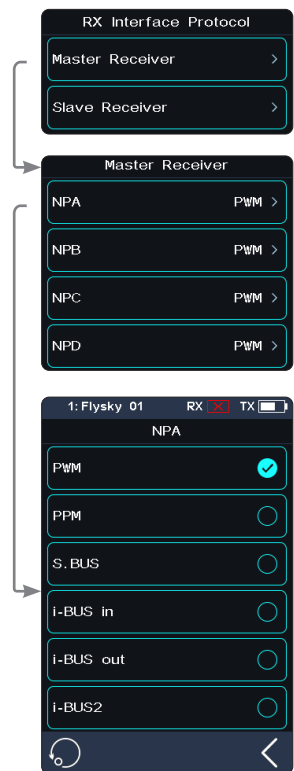 RX Interface Protocol
Master Receiver
Slave Receiver
Master Receiver
NPA PWM
NPB PWM
NPC PWM
NPD PWM
1: Flysky 01 RX TX
NPA
PWM
PPM
S.BUS
i-BUS in
i-BUS out
i-BUS2